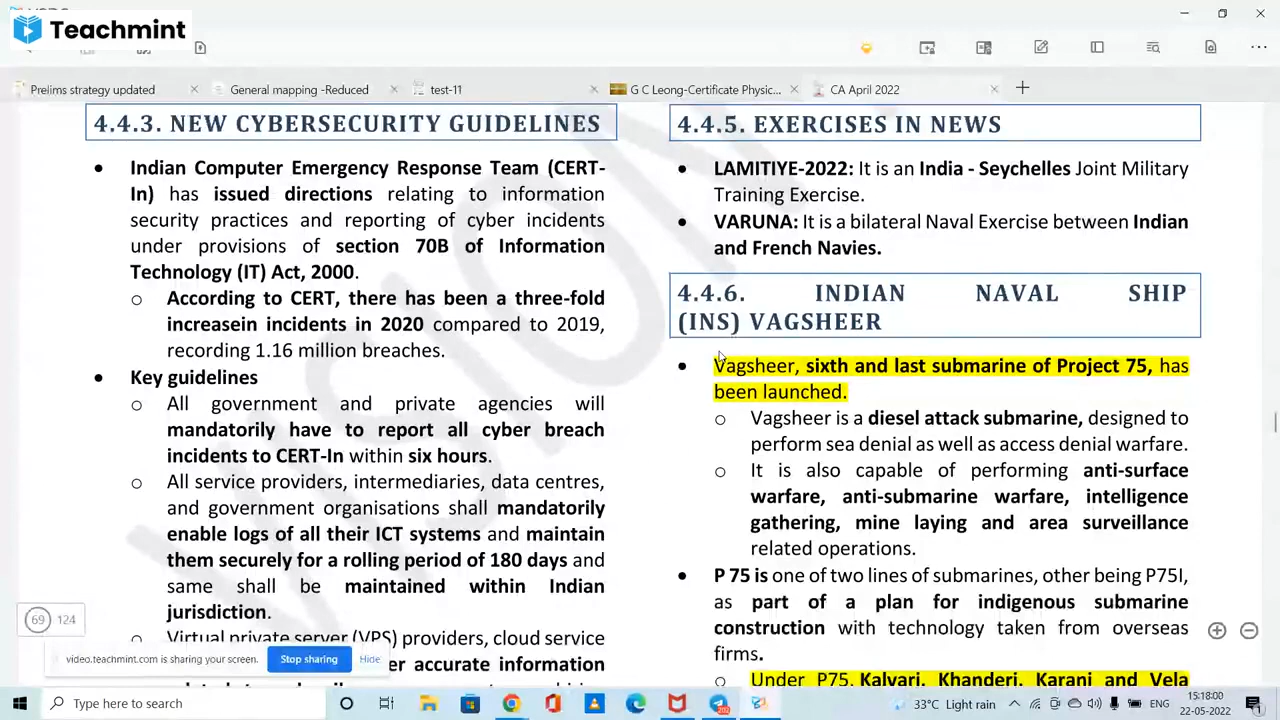 Teachmint
Prelims strategy updated
General mapping -Reduced
test-11
G C Leong-Certificate Physic...
CA April 2022
4.4.3. NEW CYBERSECURITY GUIDELINES
• Indian Computer Emergency Response Team (CERT-
In) has issued directions relating to information
security practices and reporting of cyber incidents
under provisions of section 70B of Information
Technology (IT) Act, 2000.
o According to CERT, there has been a three-fold
increasein incidents in 2020 compared to 2019,
recording 1.16 million breaches.
• Key guidelines
o All government and private agencies will
mandatorily have to report all cyber breach
incidents to CERT-In within six hours.
o All service providers, intermediaries, data centres,
and government organisations shall mandatorily
enable logs of all their ICT systems and maintain
them securely for a rolling period of 180 days and
same shall be maintained within Indian
jurisdiction.
o Virtual private server (VPS) providers, cloud service
accurate information
4.4.5. EXERCISES IN NEWS
• LAMITIYE-2022: It is an India - Seychelles Joint Military
Training Exercise.
• VARUNA: It is a bilateral Naval Exercise between Indian
and French Navies.
4.4.6. INDIAN NAVAL SHIP
(INS) VAGSHEER
• Vagsheer, sixth and last submarine of Project 75, has
been launched.
o Vagsheer is a diesel attack submarine, designed to
perform sea denial as well as access denial warfare.
o It is also capable of performing anti-surface
warfare, anti-submarine warfare, intelligence
gathering, mine laying and area surveillance
related operations.
• P 75 is one of two lines of submarines, other being P75I,
as part of a plan for indigenous submarine
construction with technology taken from overseas
firms.
o Under P75, Kalvari, Khanderi, Karanj and Vela
VISION
69 124
video.teachmint.com is sharing your screen. Stop sharing Hide
Type here to search
33°C Light rain
ENG
15:18:00
22-05-2022